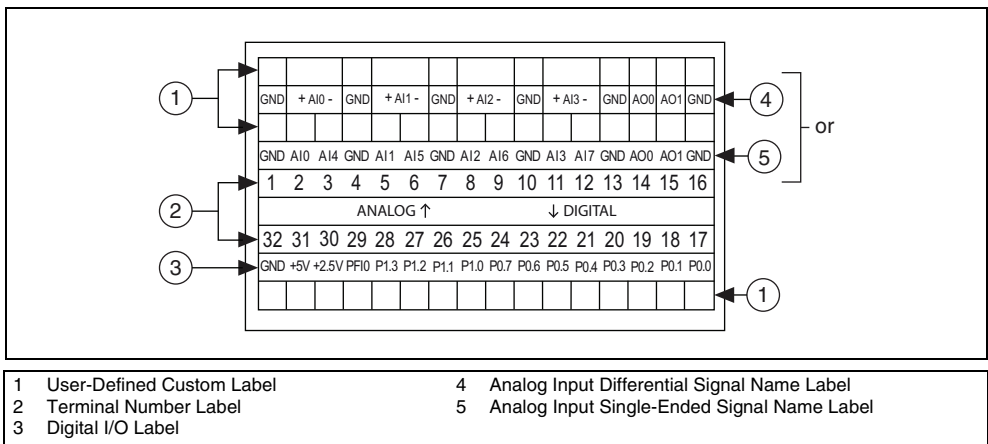 GND + AI0 - GND + AI1 - GND + AI2 - GND + AI3 - GND AO0 AO1 GND
1 4
or
GND AI0 AI4 GND AI1 AI5 GND AI2 AI6 GND AI3 AI7 GND AO0 AO1 GND
5
1 2 3 4 5 6 7 8 9 10 11 12 13 14 15 16
2
ANALOG ↑ ↓ DIGITAL
32 31 30 29 28 27 26 25 24 23 22 21 20 19 18 17
3
GND +5V +2.5V PFI0 P1.3 P1.2 P1.1 P1.0 P0.7 P0.6 P0.5 P0.4 P0.3 P0.2 P0.1 P0.0
1
1 User-Defined Custom Label
2 Terminal Number Label
3 Digital I/O Label
4 Analog Input Differential Signal Name Label
5 Analog Input Single-Ended Signal Name Label